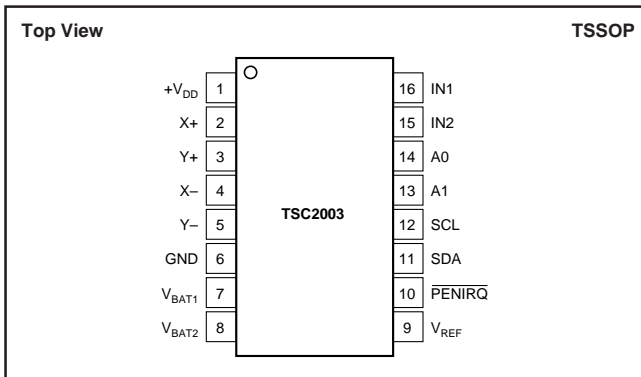 Top View TSSOP
+VDD 1 16 IN1
X+ 2 15 IN2
Y+ 3 14 A0
X– 4 13 A1
TSC2003
Y– 5 12 SCL
GND 6 11 SDA
VBAT1 7 10 PENIRQ
VBAT2 8 9 VREF